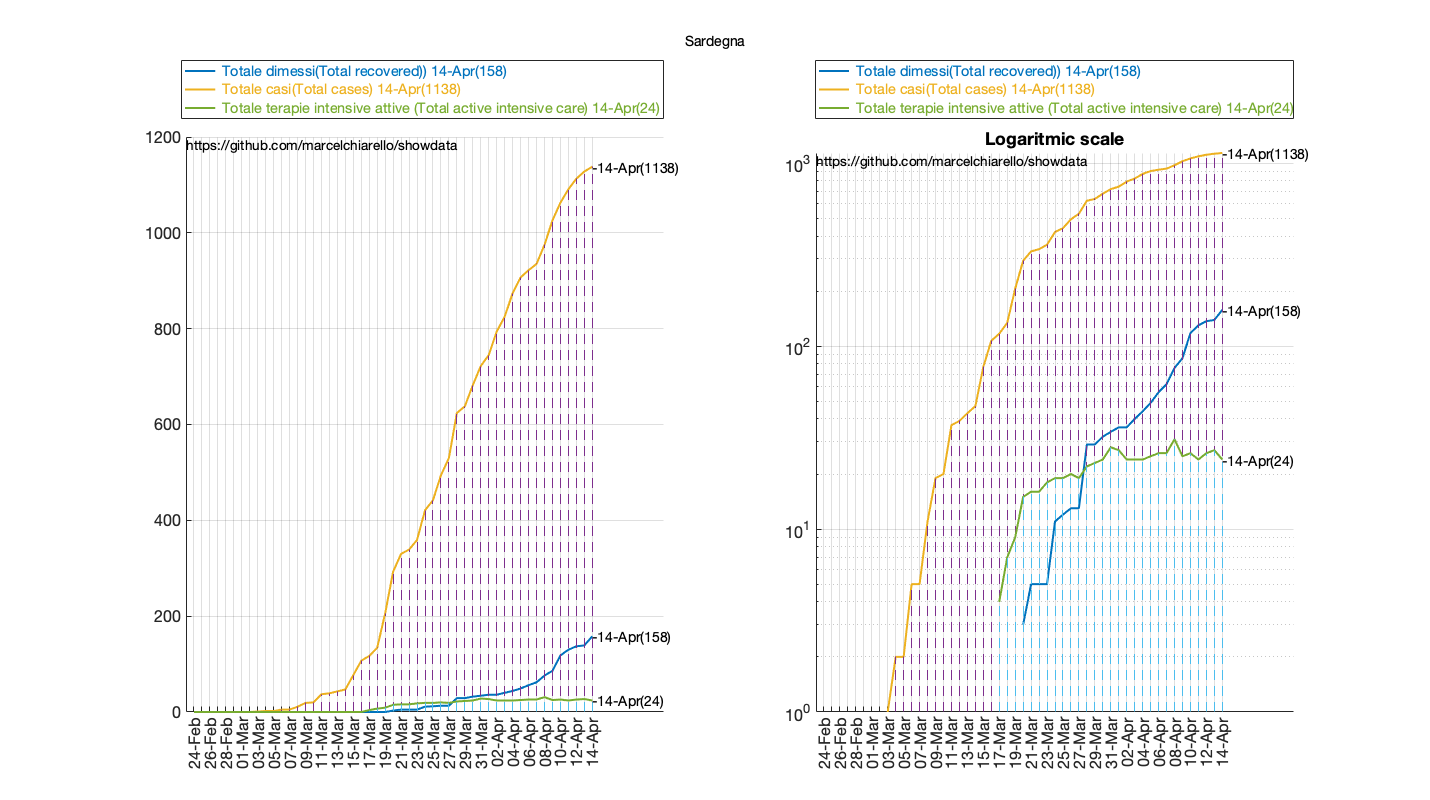 Sardegna
Totale dimessi(Total recovered)) 14-Apr(158)
Totale casi(Total cases) 14-Apr(1138)
Totale terapie intensive attive (Total active intensive care) 14-Apr(24)
1200
https://github.com/marcelchiarello/showdata
14-Apr(1138)
1000
800
600
400
200
14-Apr(158)
14-Apr(24)
0
24-Feb
26-Feb
28-Feb
01-Mar
03-Mar
05-Mar
07-Mar
09-Mar
11-Mar
13-Mar
15-Mar
17-Mar
19-Mar
21-Mar
23-Mar
25-Mar
27-Mar
29-Mar
31-Mar
02-Apr
04-Apr
06-Apr
08-Apr
10-Apr
12-Apr
14-Apr
Totale dimessi(Total recovered)) 14-Apr(158)
Totale casi(Total cases) 14-Apr(1138)
Totale terapie intensive attive (Total active intensive care) 14-Apr(24)
Logaritmic scale
10^3
https://github.com/marcelchiarello/showdata
14-Apr(1138)
14-Apr(158)
10^2
14-Apr(24)
10^1
10^0
24-Feb
26-Feb
28-Feb
01-Mar
03-Mar
05-Mar
07-Mar
09-Mar
11-Mar
13-Mar
15-Mar
17-Mar
19-Mar
21-Mar
23-Mar
25-Mar
27-Mar
29-Mar
31-Mar
02-Apr
04-Apr
06-Apr
08-Apr
10-Apr
12-Apr
14-Apr